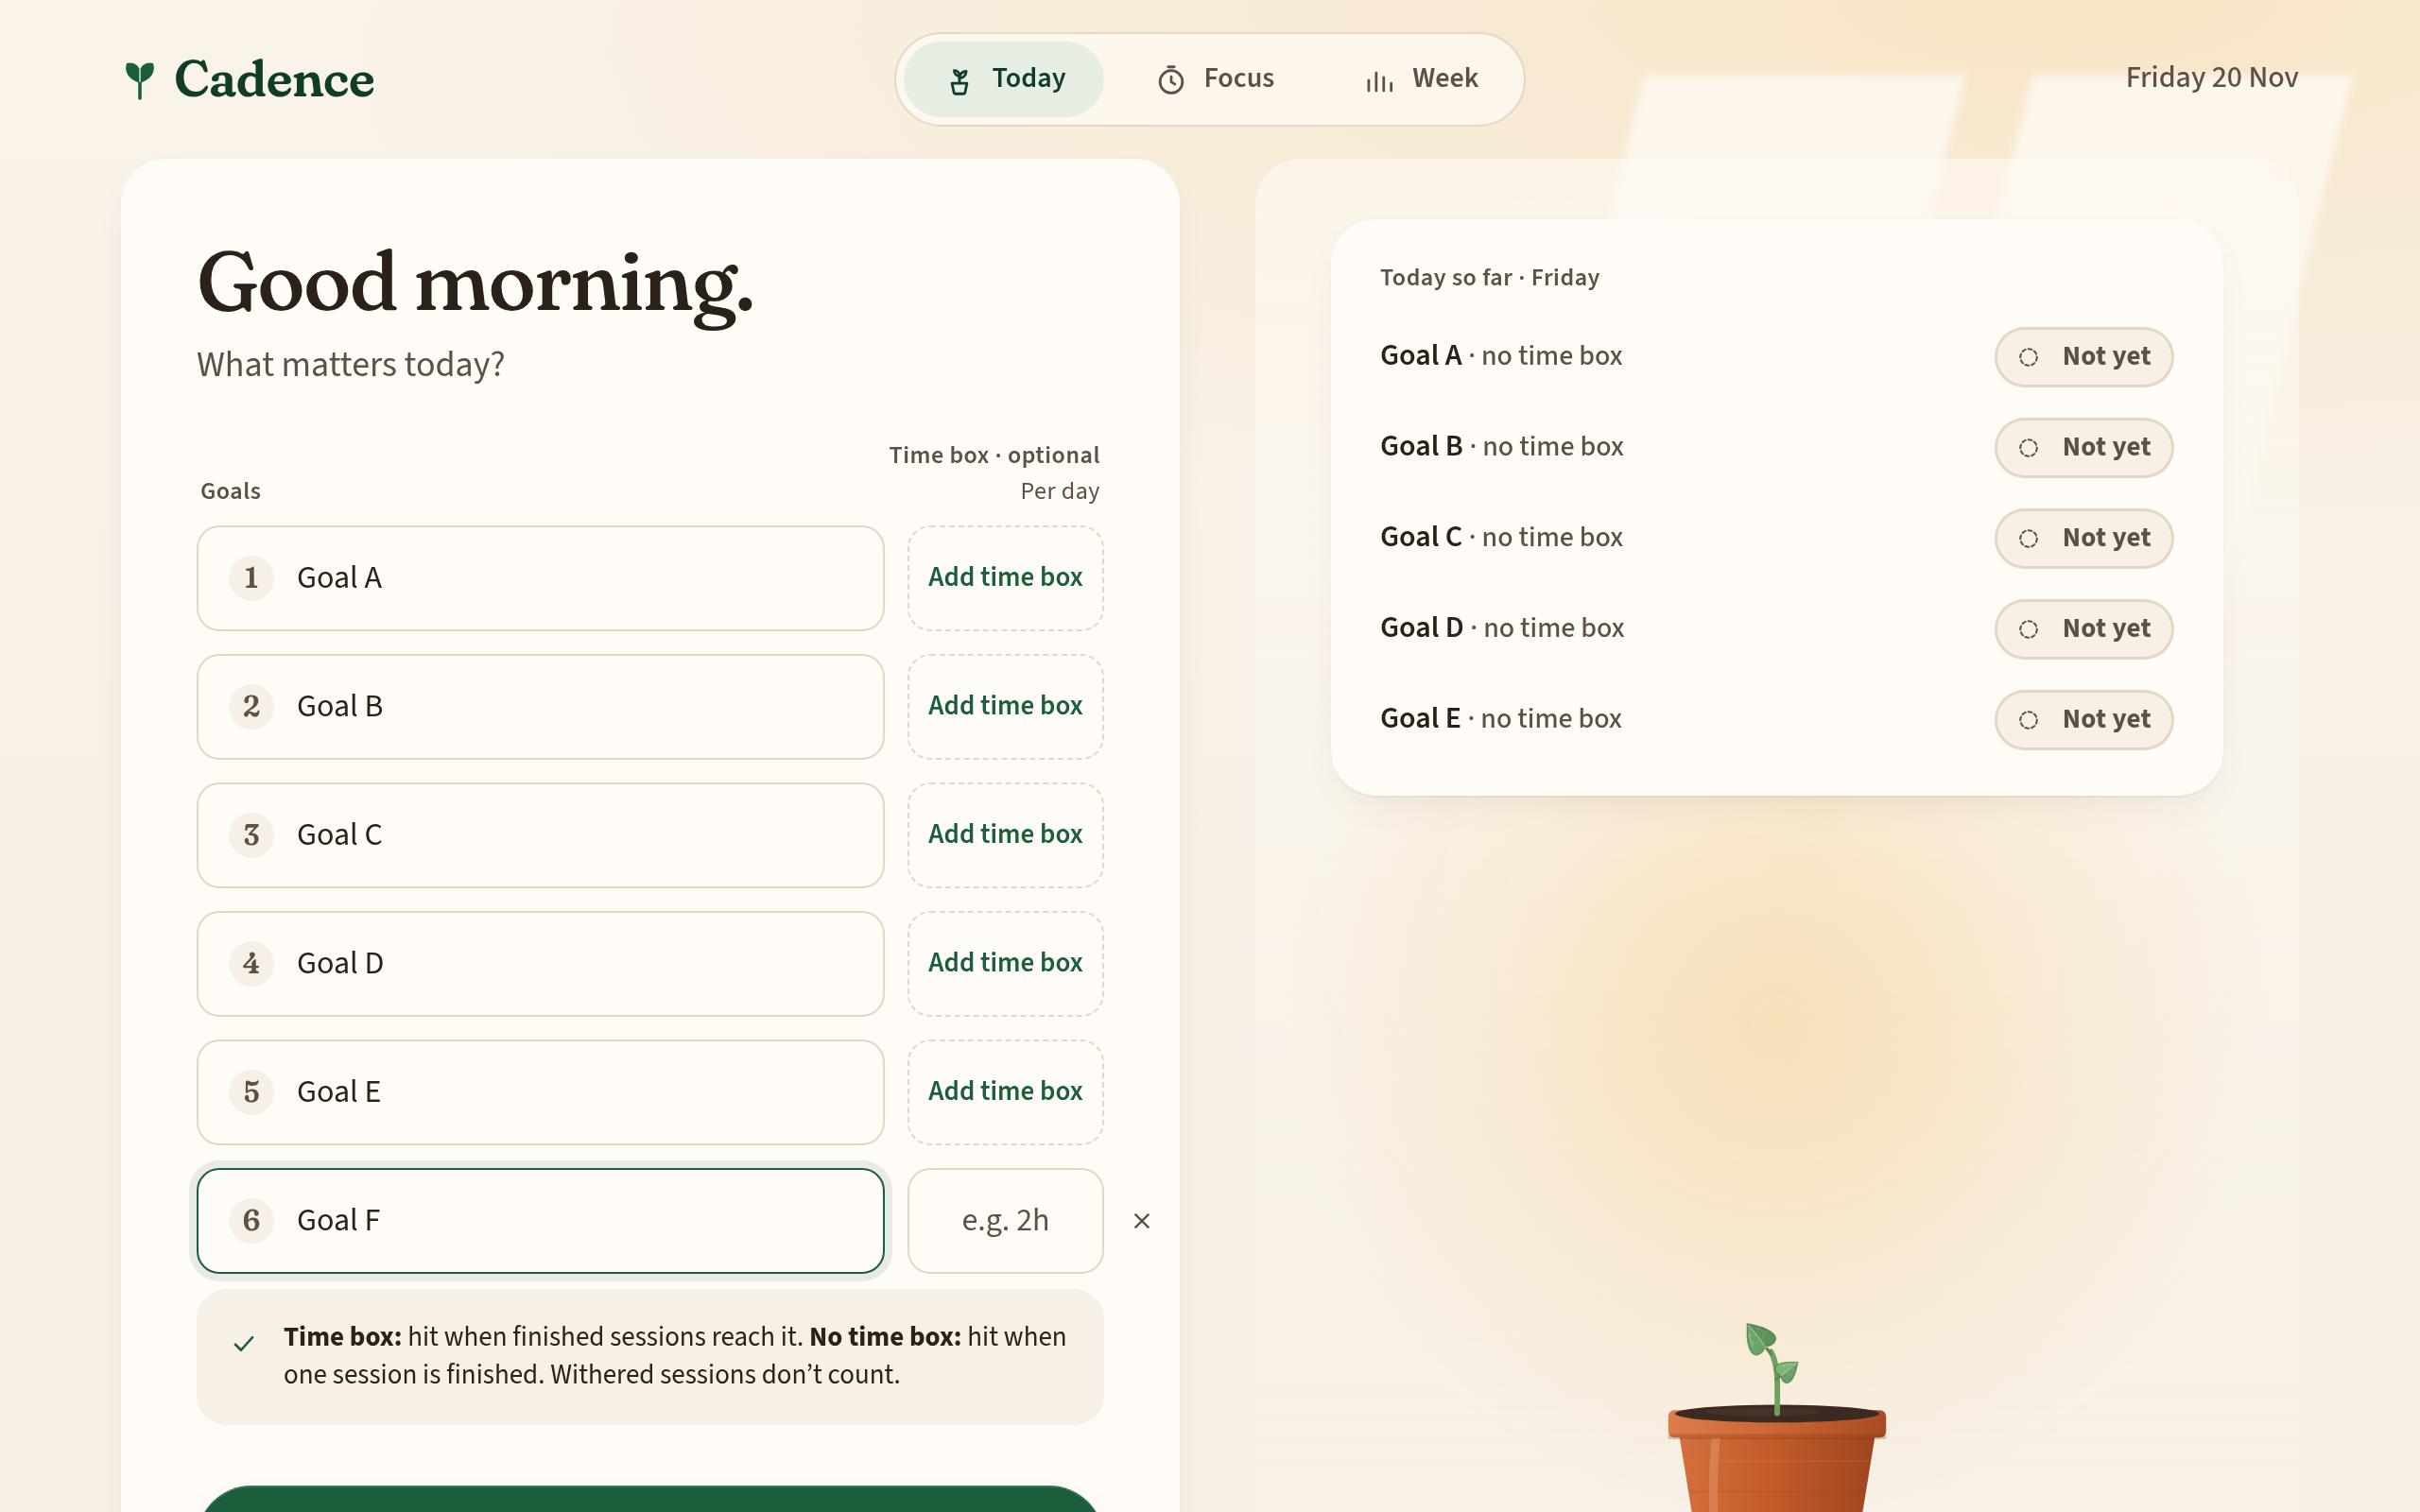 Cadence
Today
Focus
Week
Friday 20 Nov
Good morning.
What matters today?
Time box · optional
Goals
Per day
1 Goal A
Add time box
2 Goal B
Add time box
3 Goal C
Add time box
4 Goal D
Add time box
5 Goal E
Add time box
6 Goal F
e.g. 2h
Time box: hit when finished sessions reach it. No time box: hit when
one session is finished. Withered sessions don’t count.
Today so far · Friday
Goal A · no time box
Not yet
Goal B · no time box
Not yet
Goal C · no time box
Not yet
Goal D · no time box
Not yet
Goal E · no time box
Not yet